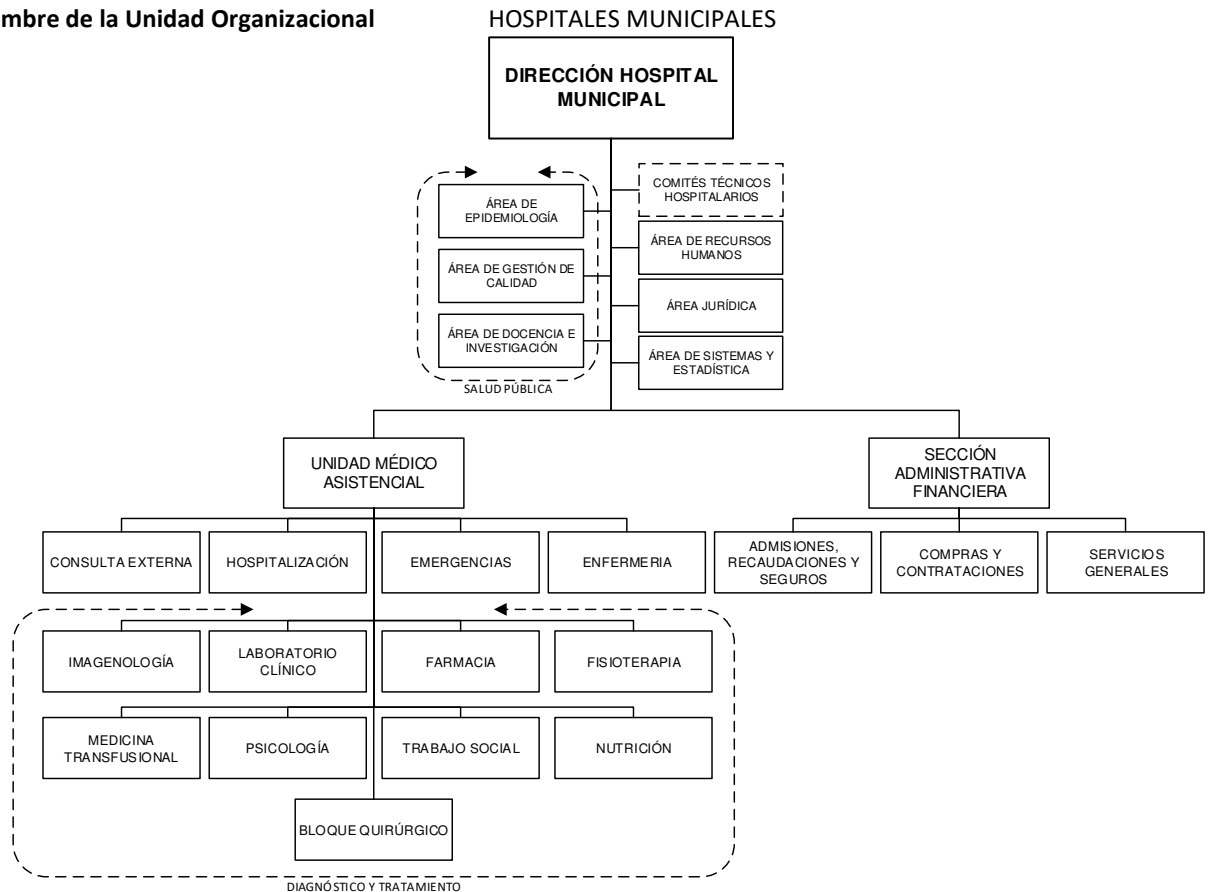 mbre de la Unidad Organizacional HOSPITALES MUNICIPALES
DIRECCIÓN HOSPITAL
MUNICIPAL
COMITÉS TÉCNICOS
HOSPITALARIOS
ÁREA DE
EPIDEMIOLOGÍA
ÁREA DE RECURSOS
HUMANOS
ÁREA DE GESTIÓN DE
CALIDAD
ÁREA JURÍDICA
ÁREA DE DOCENCIA E
INVESTIGACIÓN
ÁREA DE SISTEMAS Y
ESTADÍSTICA
SALUD PÚBLICA
UNIDAD MÉDICO
ASISTENCIAL
SECCIÓN
ADMINISTRATIVA
FINANCIERA
CONSULTA EXTERNA
HOSPITALIZACIÓN
EMERGENCIAS
ENFERMERIA
ADMISIONES,
RECAUDACIONES Y
SEGUROS
COMPRAS Y
CONTRATACIONES
SERVICIOS
GENERALES
IMAGENOLOGÍA
LABORATORIO
CLÍNICO
FARMACIA
FISIOTERAPIA
MEDICINA
TRANSFUSIONAL
PSICOLOGÍA
TRABAJO SOCIAL
NUTRICIÓN
BLOQUE QUIRÚRGICO
DIAGNÓSTICO Y TRATAMIENTO